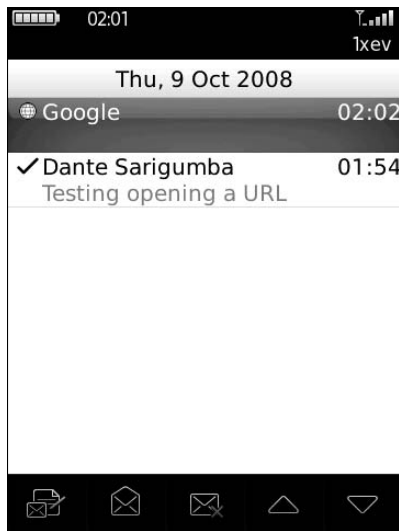 02:01
1xev
Thu, 9 Oct 2008
Google 02:02
Dante Sarigumba 01:54
Testing opening a URL